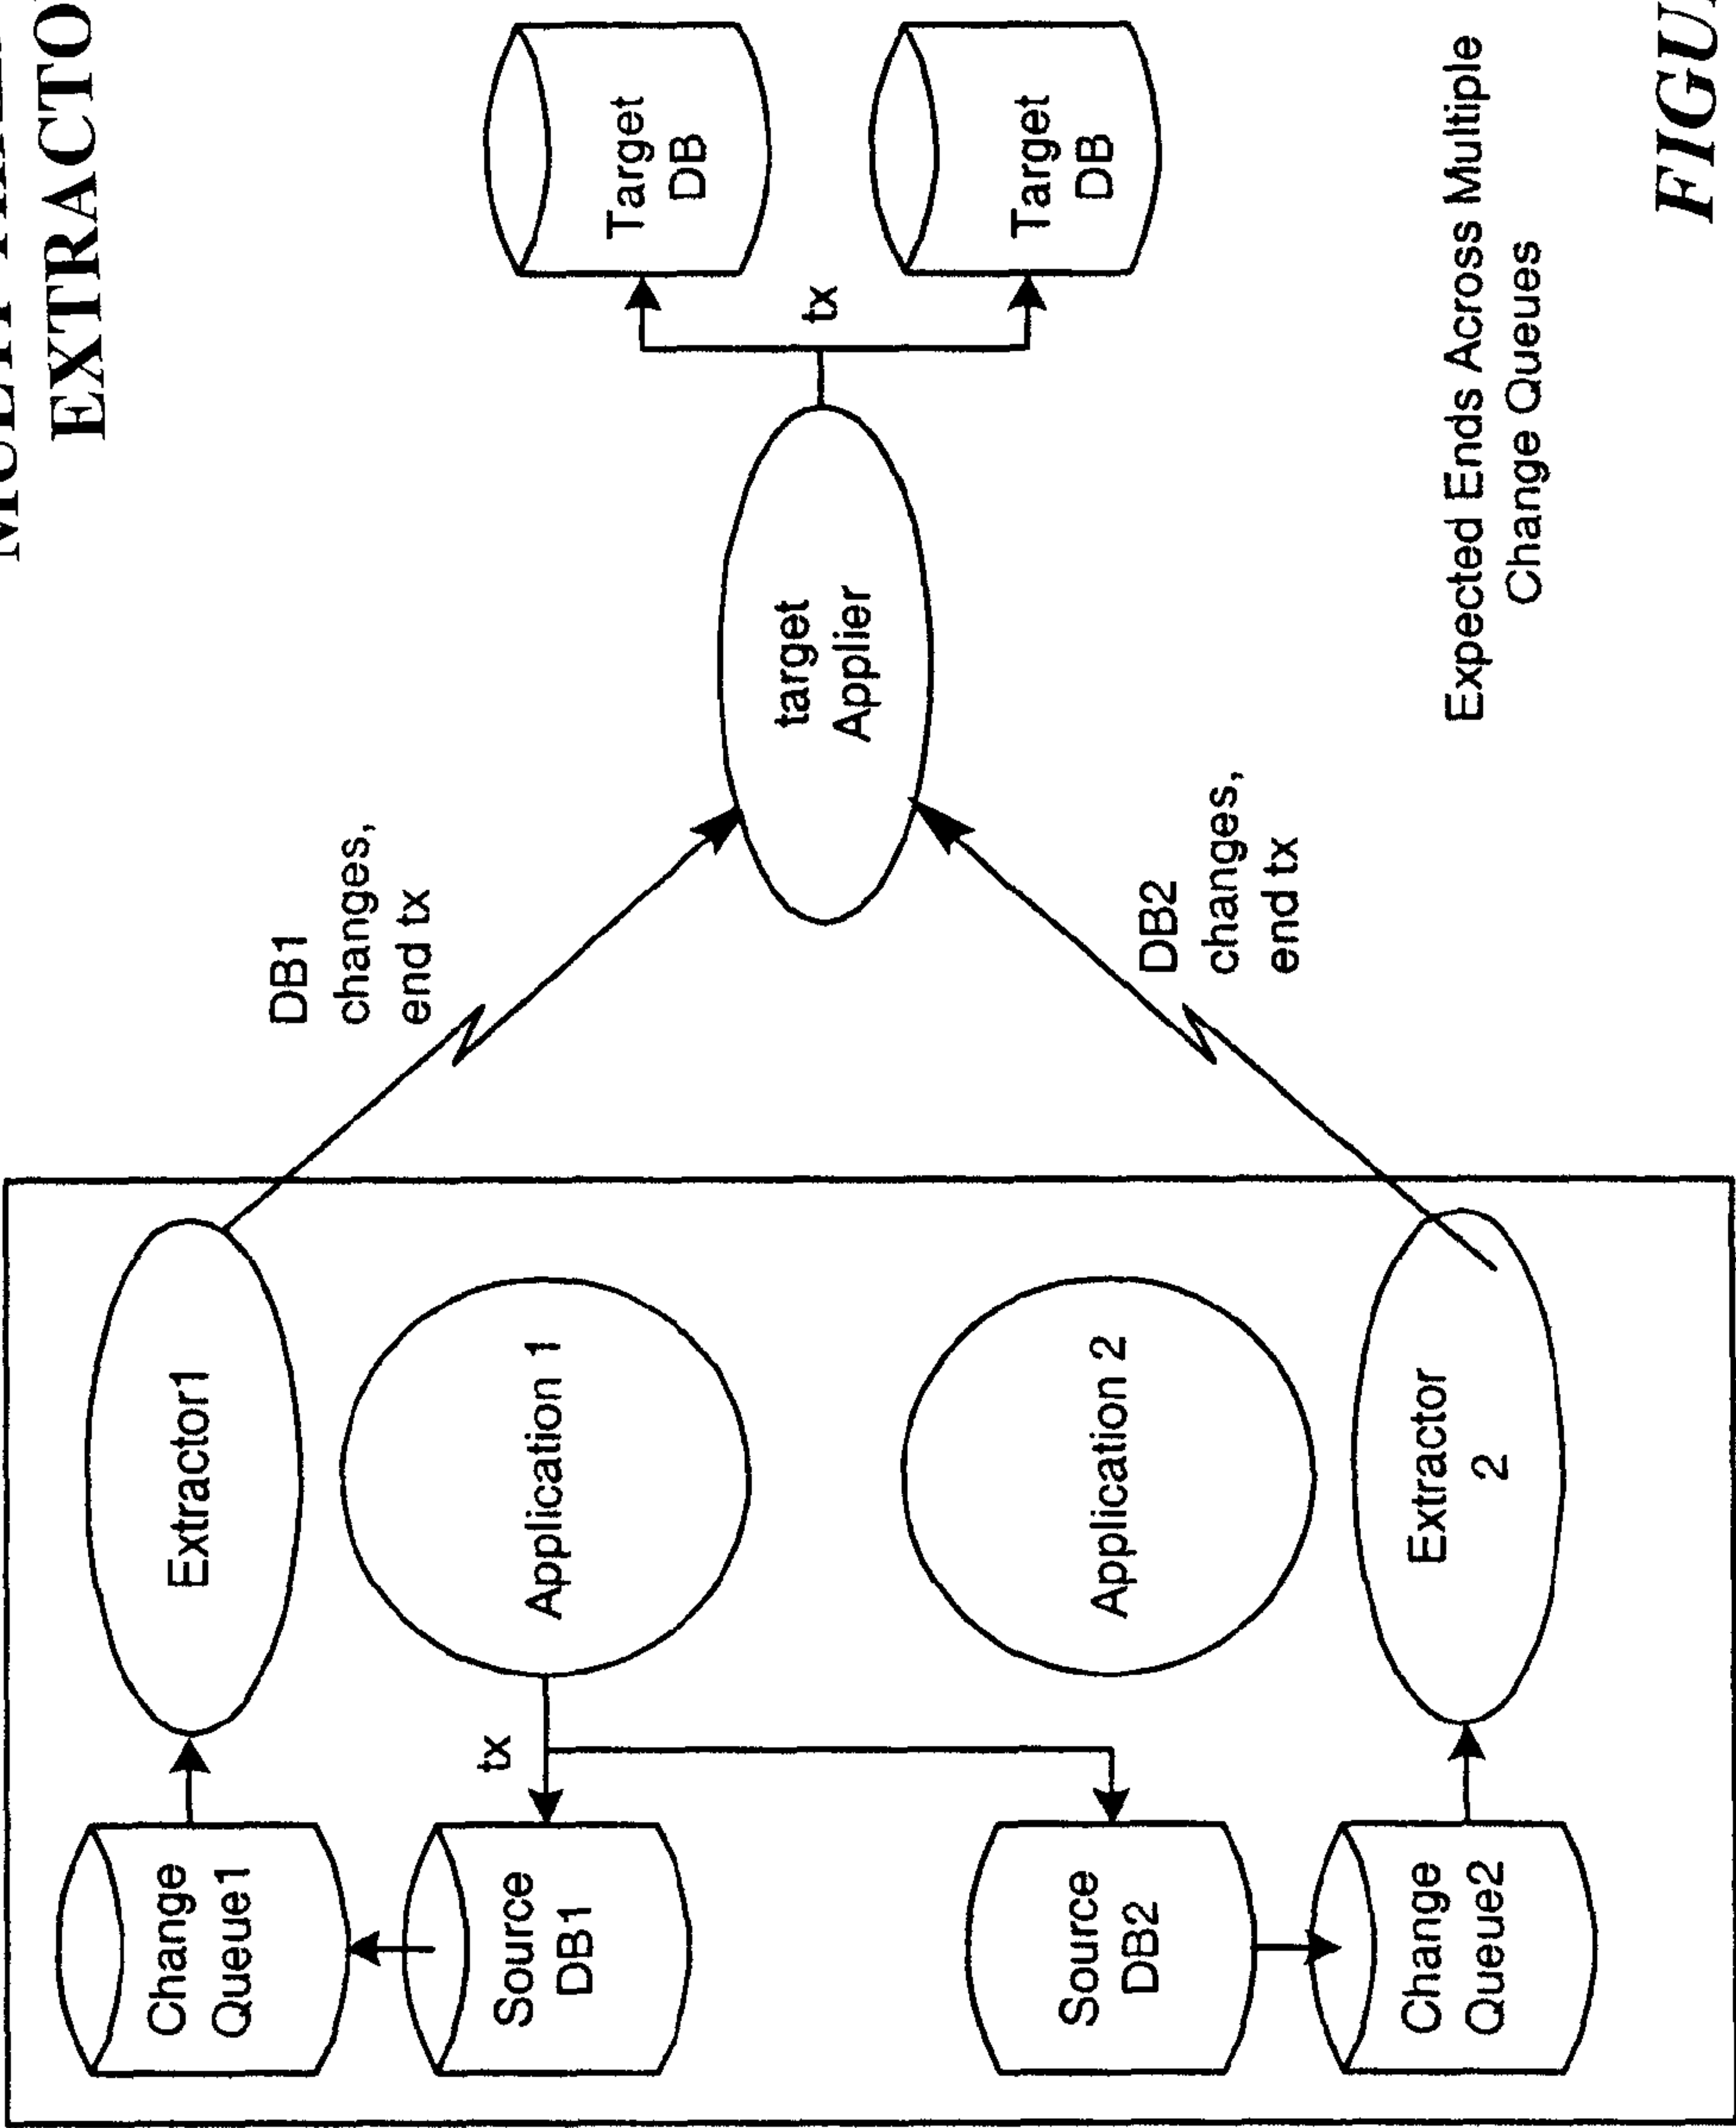 EXTRACTO
Change
Queue1
Extractor1
DB1
changes,
end tx
Source
DB1
tx
Application 1
target
Applier
tx
Target
DB
Target
DB
Source
DB2
Application 2
DB2
changes,
end tx
Change
Queue2
Extractor
2
Expected Ends Across Multiple
Change Queues
FIGU